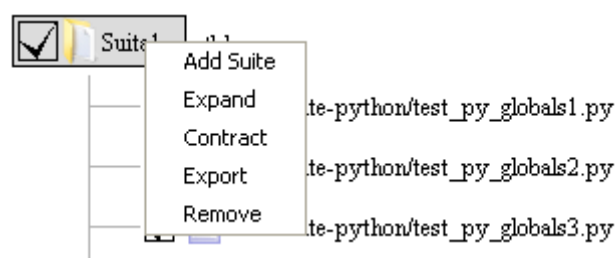 Suite1
Add Suite
Expand
te-python/test_py_globals1.py
Contract
te-python/test_py_globals2.py
Export
Remove
te-python/test_py_globals3.py